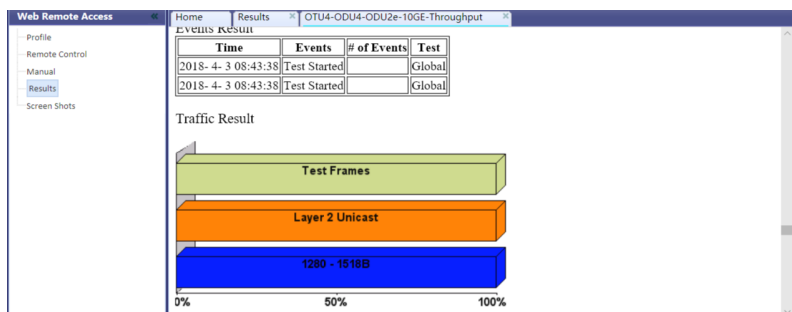 Web Remote Access
Profile
Remote Control
Manual
Results
Screen Shots
Home Results × OTU4-ODU4-ODU2e-10GE-Throughput ×
Events Result
Time Events # of Events Test
2018- 4- 3 08:43:38 Test Started Global
2018- 4- 3 08:43:38 Test Started Global
Traffic Result
Test Frames
Layer 2 Unicast
1280 - 1518B
0% 50% 100%